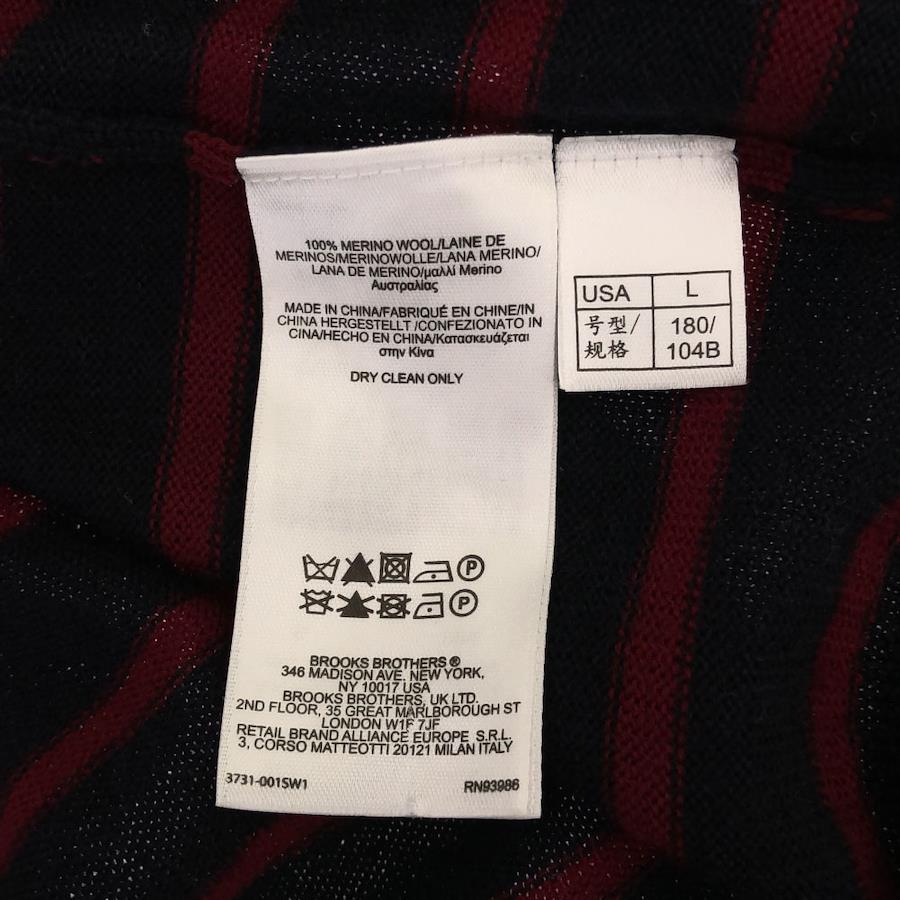 100% MERINO WOOL/LAINE DE
MERINOS/MERINOWOLLE/LANA MERINO/
LANA DE MERINO/μαλλί Merino
Αυστραλίας
MADE IN CHINA/FABRIQUÉ EN CHINE/IN
CHINA HERGESTELLT /CONFEZIONATO IN
CINA/HECHO EN CHINA/Κατασκευάζεται
στην Κίνα
DRY CLEAN ONLY
P
P
BROOKS BROTHERS ®
346 MADISON AVE. NEW YORK,
NY 10017 USA
BROOKS BROTHERS, UK LTD.
2ND FLOOR, 35 GREAT MARLBOROUGH ST
LONDON W1F 7JF
RETAIL BRAND ALLIANCE EUROPE S.R.L.
3, CORSO MATTEOTTI 20121 MILAN ITALY
3731-001SW1 RN93986
USA L
号型/ 180/
规格 104B